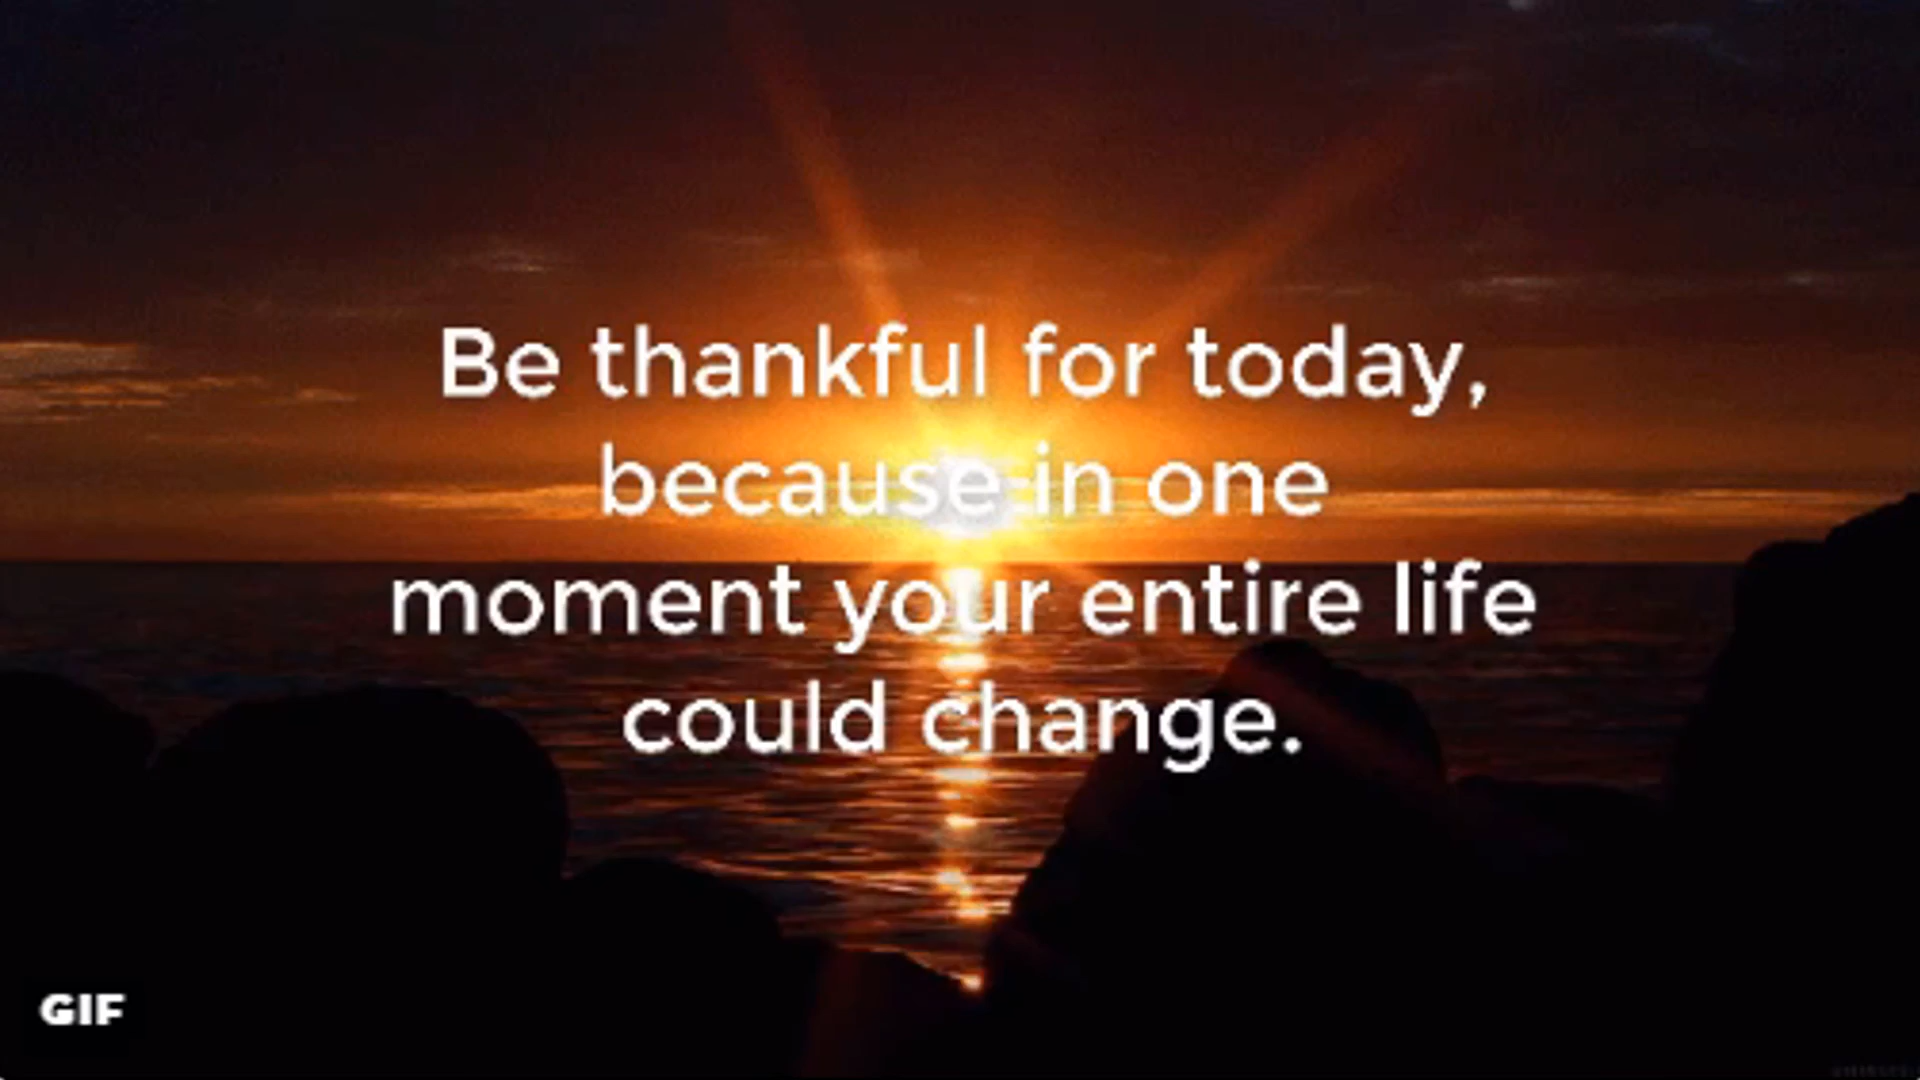 Be thankful for today,
because in one
moment your entire life
could change.
GIF